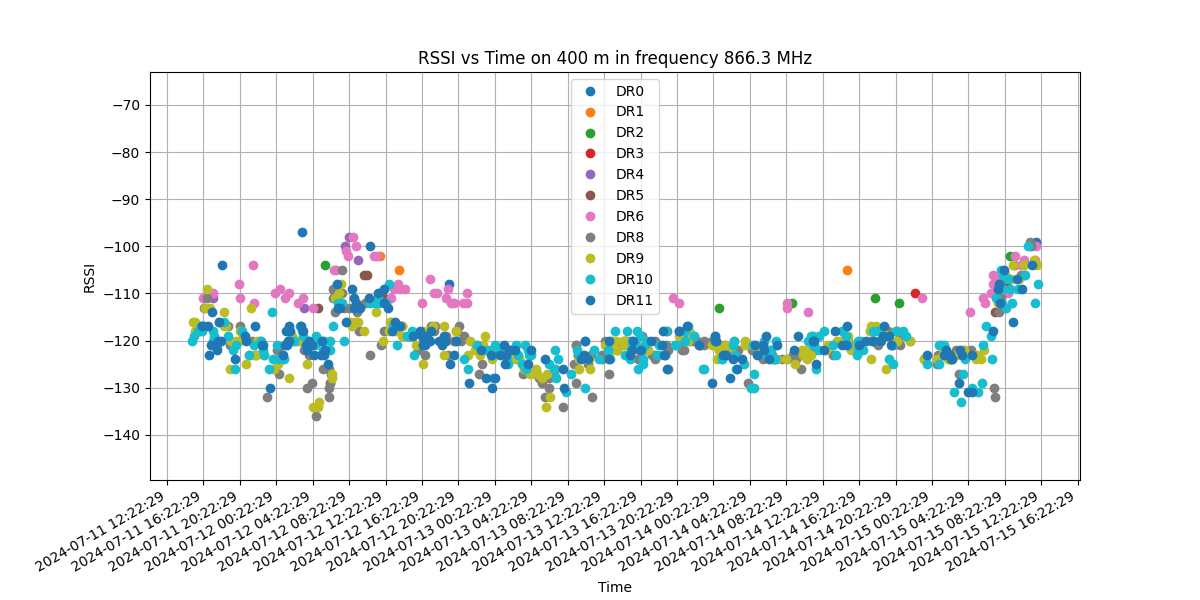 RSSI vs Time on 400 m in frequency 866.3 MHz
RSSI
−70
−80
−90
−100
−110
−120
−130
−140
DR0
DR1
DR2
DR3
DR4
DR5
DR6
DR8
DR9
DR10
DR11
2024-07-11 12:22:29
2024-07-11 16:22:29
2024-07-11 20:22:29
2024-07-12 00:22:29
2024-07-12 04:22:29
2024-07-12 08:22:29
2024-07-12 12:22:29
2024-07-12 16:22:29
2024-07-12 20:22:29
2024-07-13 00:22:29
2024-07-13 04:22:29
2024-07-13 08:22:29
2024-07-13 12:22:29
2024-07-13 16:22:29
2024-07-13 20:22:29
2024-07-14 00:22:29
2024-07-14 04:22:29
2024-07-14 08:22:29
2024-07-14 12:22:29
2024-07-14 16:22:29
2024-07-14 20:22:29
2024-07-15 00:22:29
2024-07-15 04:22:29
2024-07-15 08:22:29
2024-07-15 12:22:29
2024-07-15 16:22:29
Time